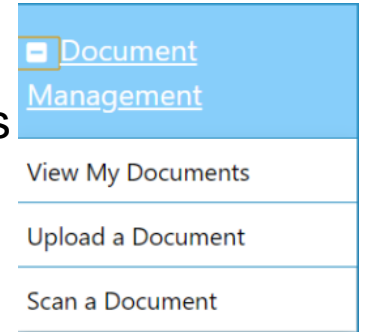 Document
Management
s
View My Documents
Upload a Document
Scan a Document